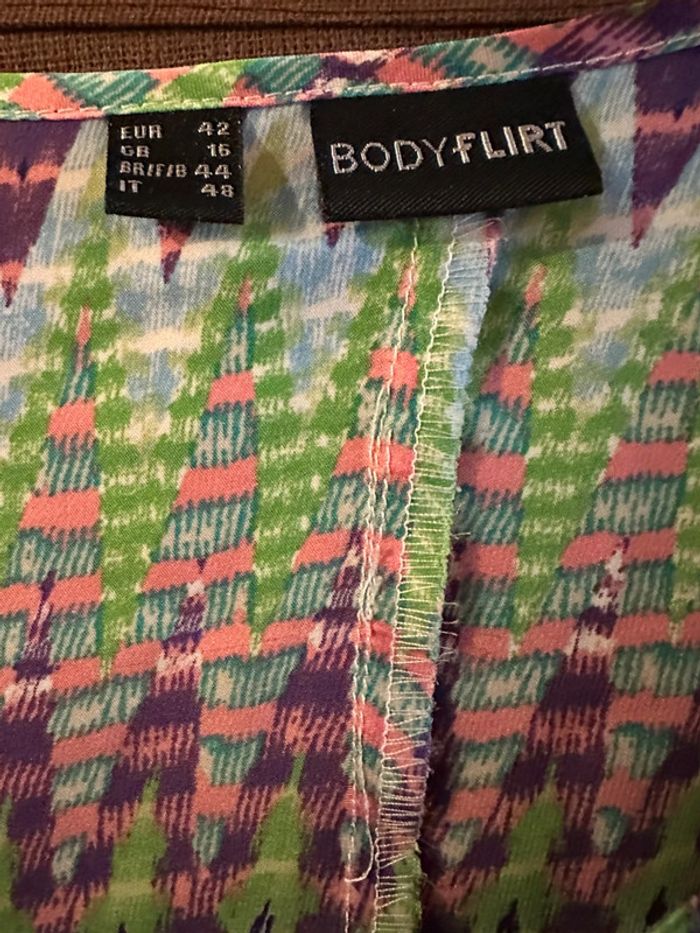 EUR 42
GB 16
BR/F/B 44
IT 48
BODYFLIRT